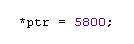 *ptr = 5800;